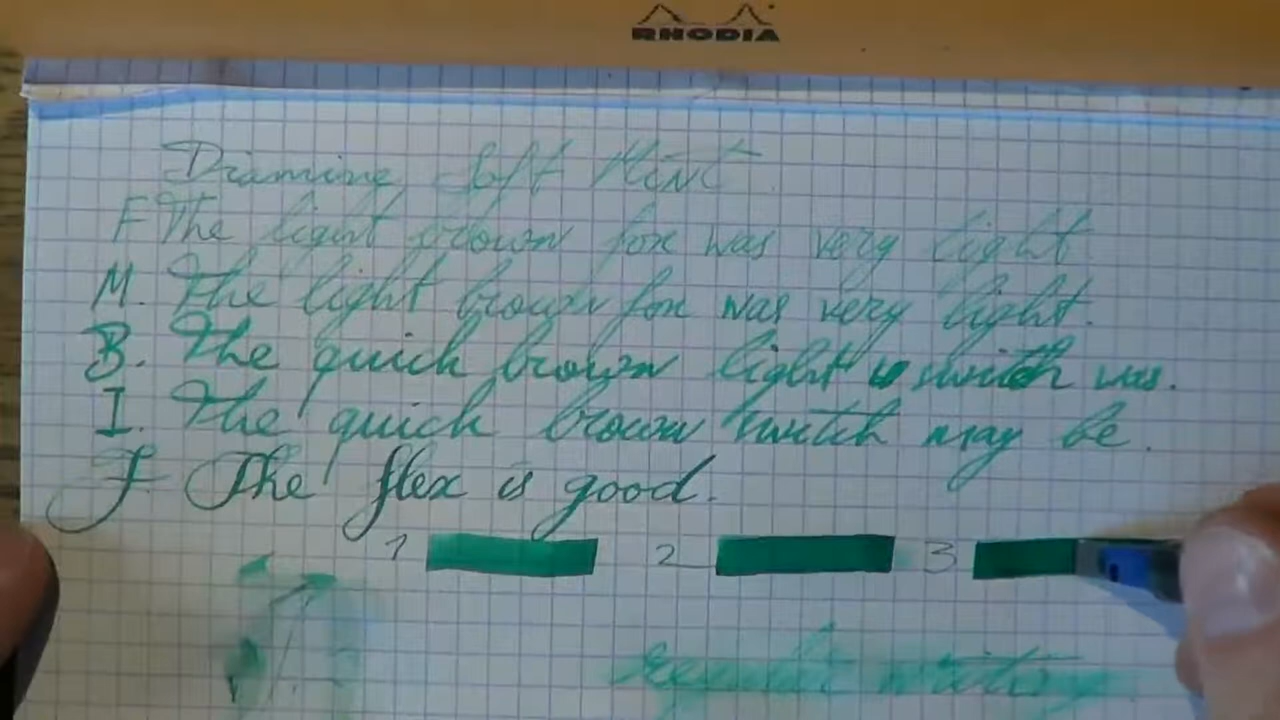 RHODIA
Diamine Soft Mint
F The light brown fox was very light
M. The light brown fox was very light.
B. The quick brown light is switch was.
I. The quick brown twitch may be.
F The flex is good.
1 2 3